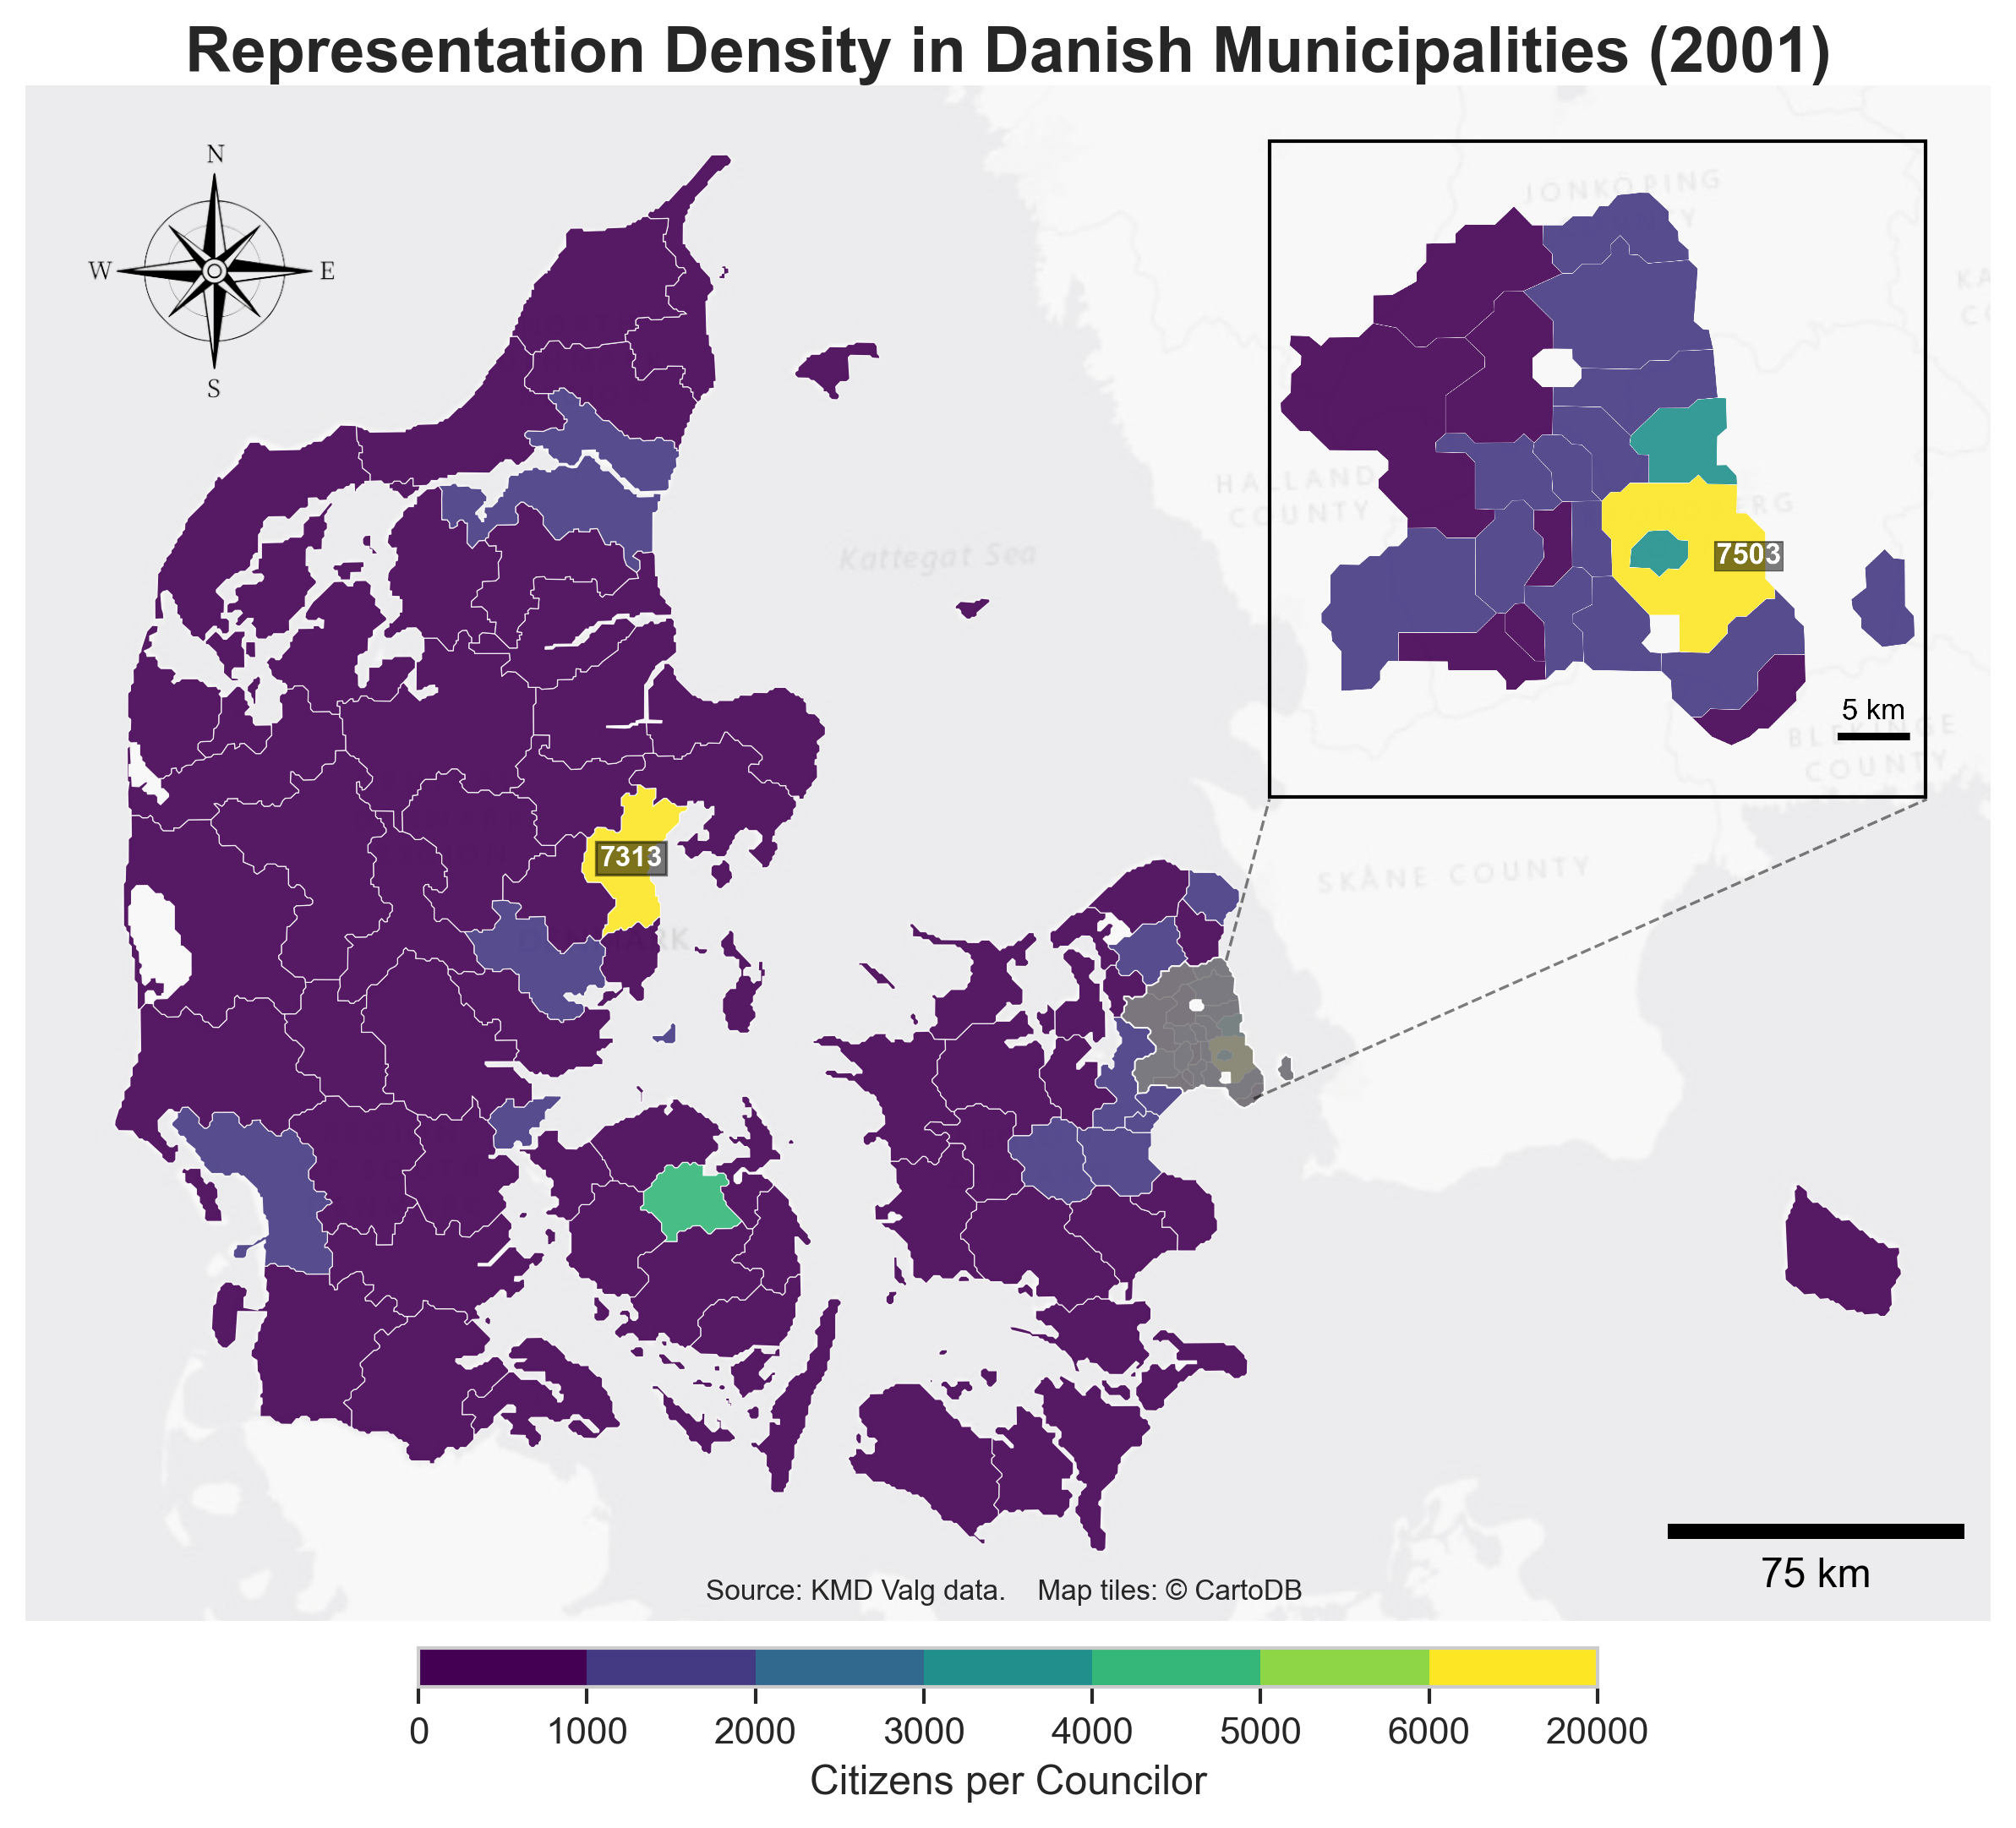 Representation Density in Danish Municipalities (2001)
N
W
E
S
JÖNKÖPING
HALLAND
COUNTY
7503
Kattegat Sea
5 km
BLEKINGE
COUNTY
7313
SKÅNE COUNTY
DENMARK
75 km
Source: KMD Valg data. Map tiles: © CartoDB
0
1000
2000
3000
4000
5000
6000
20000
Citizens per Councilor